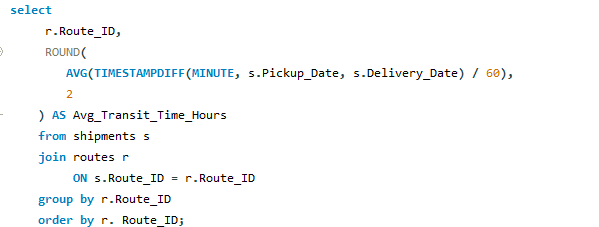 select
r.Route_ID,
ROUND(
AVG(TIMESTAMPDIFF(MINUTE, s.Pickup_Date, s.Delivery_Date) / 60),
2
) AS Avg_Transit_Time_Hours
from shipments s
join routes r
ON s.Route_ID = r.Route_ID
group by r.Route_ID
order by r. Route_ID;